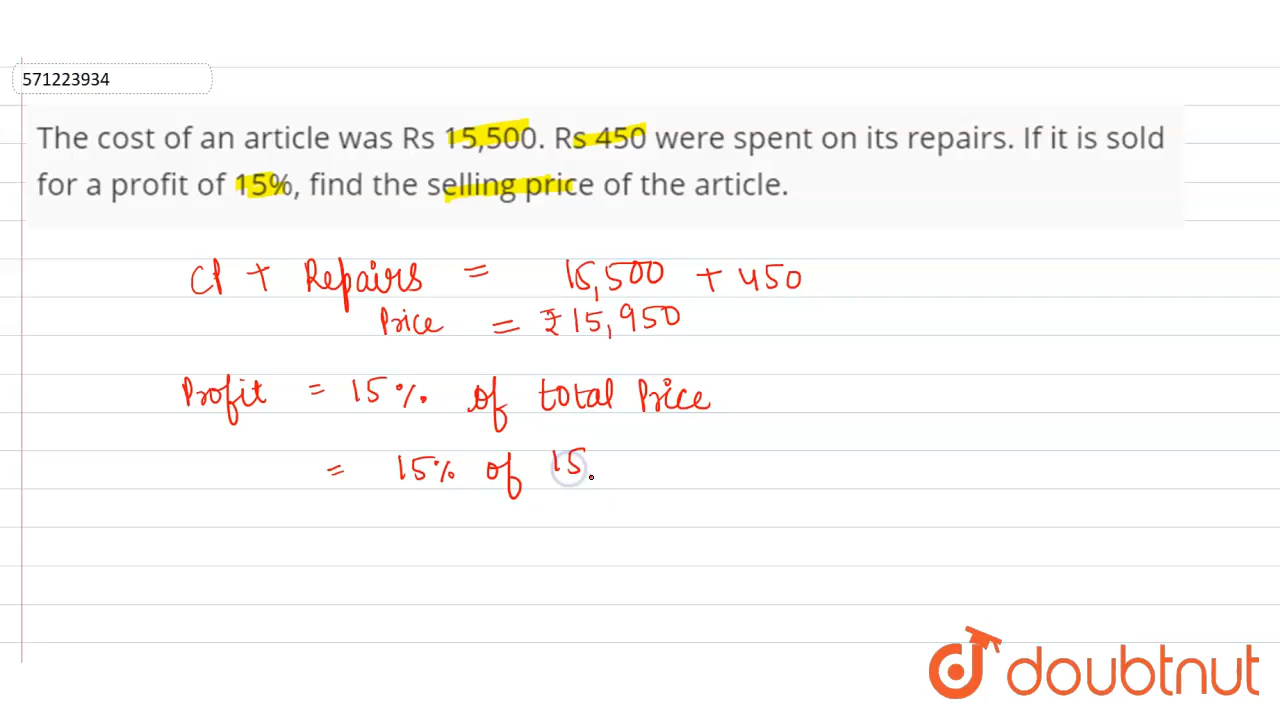 571223934
The cost of an article was Rs 15,500. Rs 450 were spent on its repairs. If it is sold
for a profit of 15%, find the selling price of the article.
CP + Repairs = 15,500 + 450
Price = ₹15,950
Profit = 15% of total Price
= 15% of 15
doubtnut